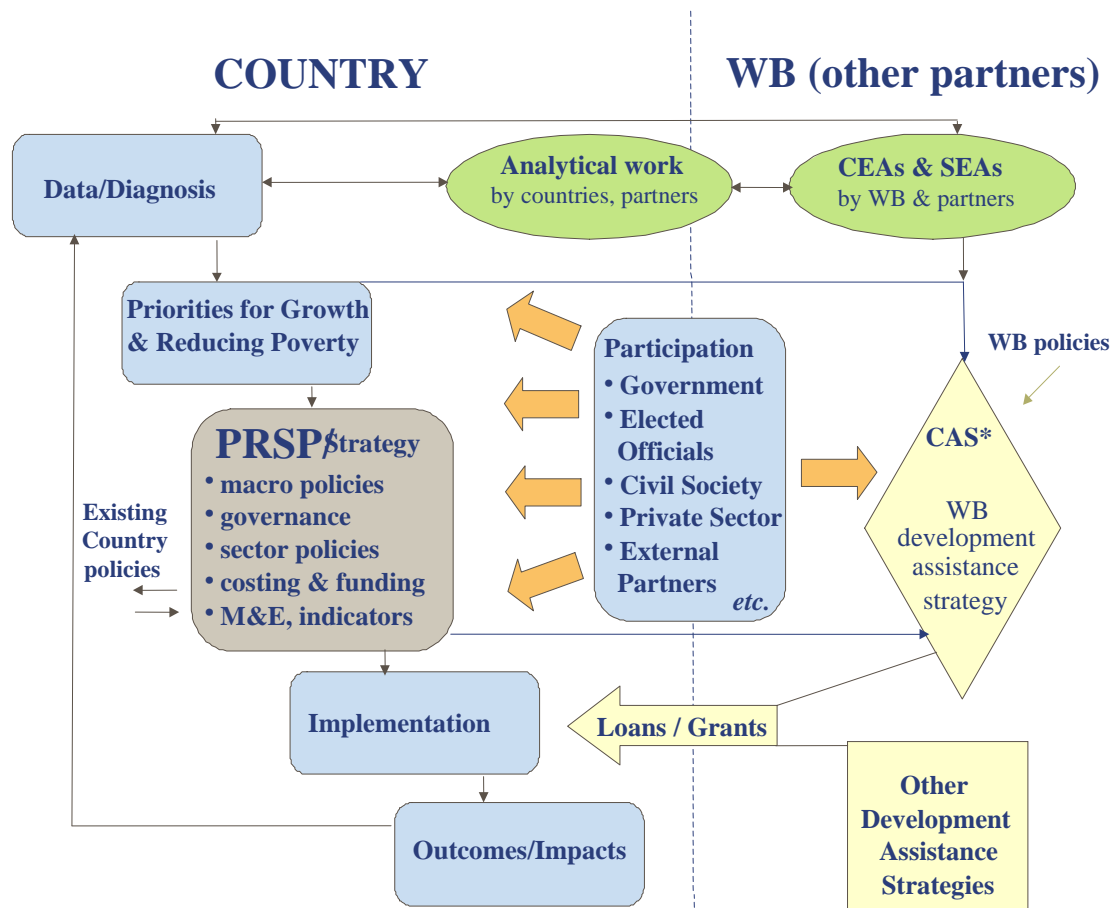 COUNTRY
WB (other partners)
Data/Diagnosis
Analytical work
by countries, partners
CEAs & SEAs
by WB & partners
Priorities for Growth
& Reducing Poverty
Participation
• Government
• Elected
Officials
• Civil Society
• Private Sector
• External
Partners
etc.
WB policies
CAS*
WB
development
assistance
strategy
PRSP/Strategy
• macro policies
• governance
• sector policies
• costing & funding
• M&E, indicators
Existing
Country
policies
Implementation
Loans / Grants
Outcomes/Impacts
Other
Development
Assistance
Strategies